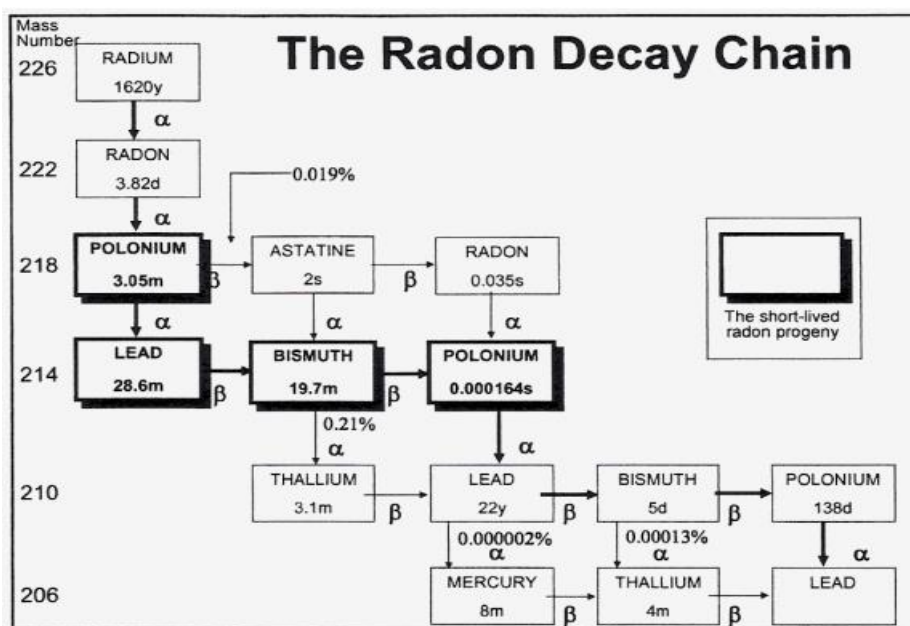 Mass
Number
The Radon Decay Chain
226
RADIUM
1620y
α
222
RADON
3.82d
0.019%
α
218
POLONIUM
3.05m
β
ASTATINE
2s
β
RADON
0.035s
α
α
α
The short-lived
radon progeny
214
LEAD
28.6m
β
BISMUTH
19.7m
β
POLONIUM
0.000164s
0.21%
α
α
210
THALLIUM
3.1m
β
LEAD
22y
β
BISMUTH
5d
β
POLONIUM
138d
0.000002%
α
0.00013%
α
α
206
MERCURY
8m
β
THALLIUM
4m
β
LEAD